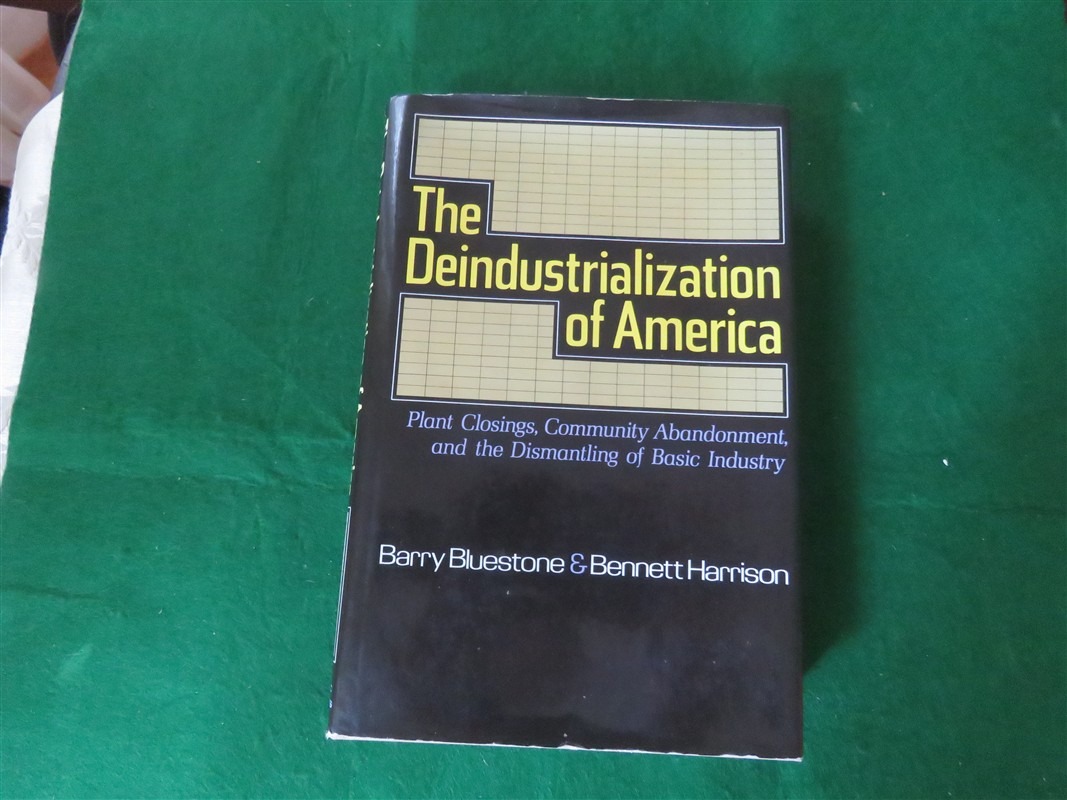 The
Deindustrialization
of America
Plant Closings, Community Abandonment,
and the Dismantling of Basic Industry
Barry Bluestone & Bennett Harrison